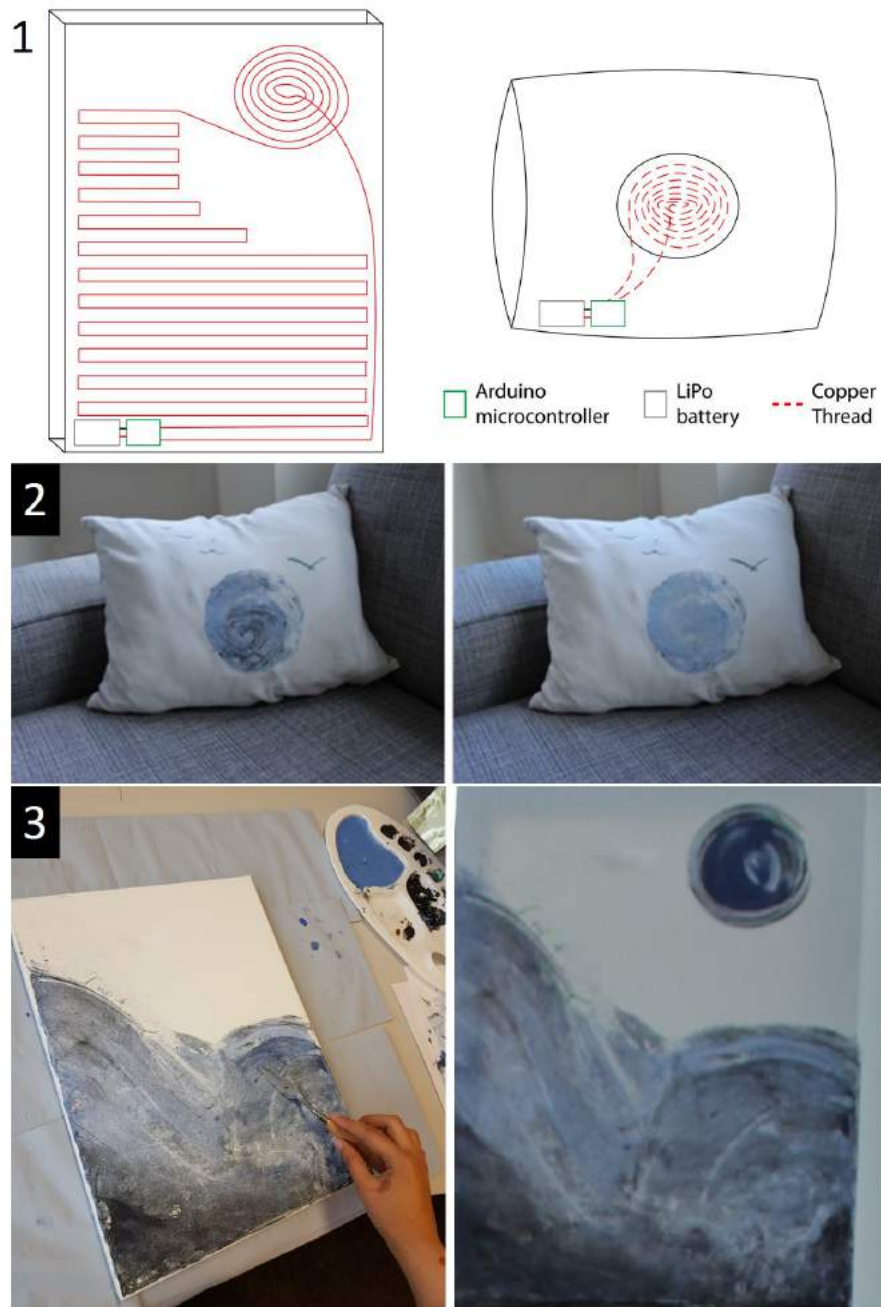 1
Arduino
microcontroller
LiPo
battery
Copper
Thread
2
3